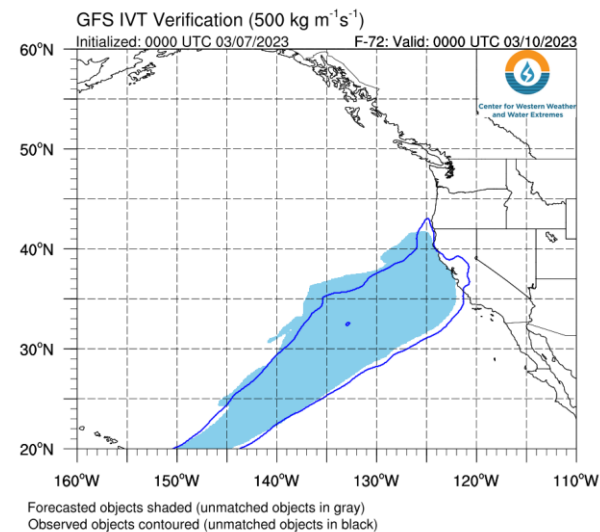 GFS IVT Verification (500 kg m⁻¹s⁻¹)
Initialized: 0000 UTC 03/07/2023 F-72: Valid: 0000 UTC 03/10/2023
60°N
Center for Western Weather
and Water Extremes
50°N
40°N
30°N
20°N
160°W 150°W 140°W 130°W 120°W 110°W
Forecasted objects shaded (unmatched objects in gray)
Observed objects contoured (unmatched objects in black)